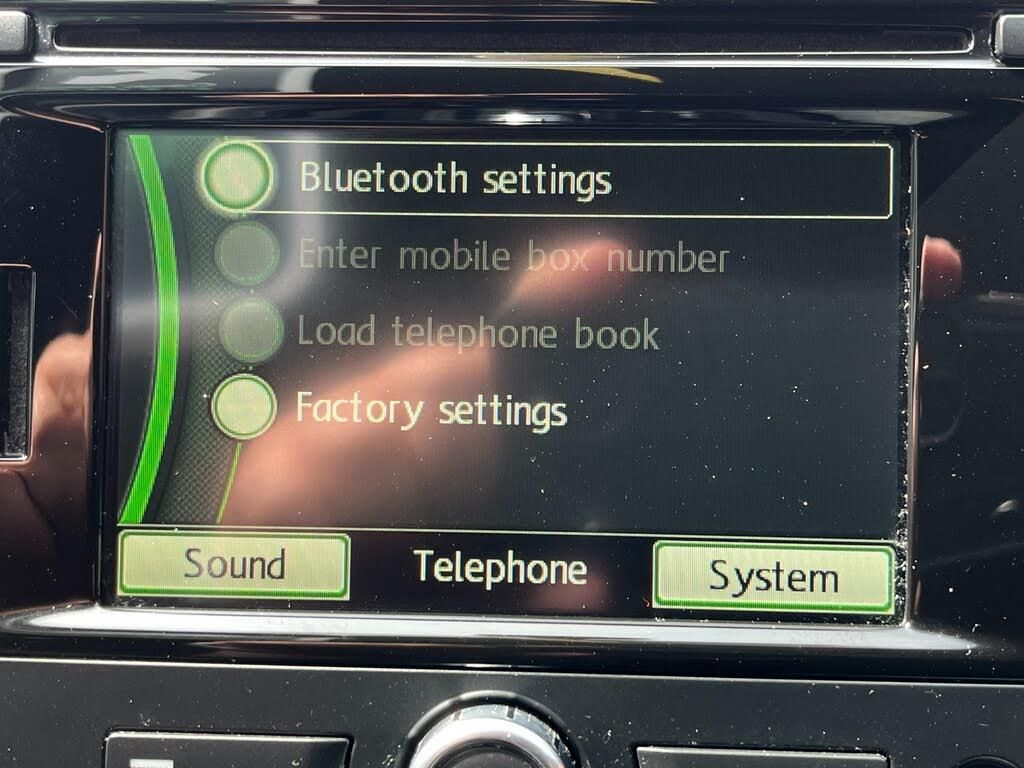 Bluetooth settings
Enter mobile box number
Load telephone book
Factory settings
Sound Telephone System